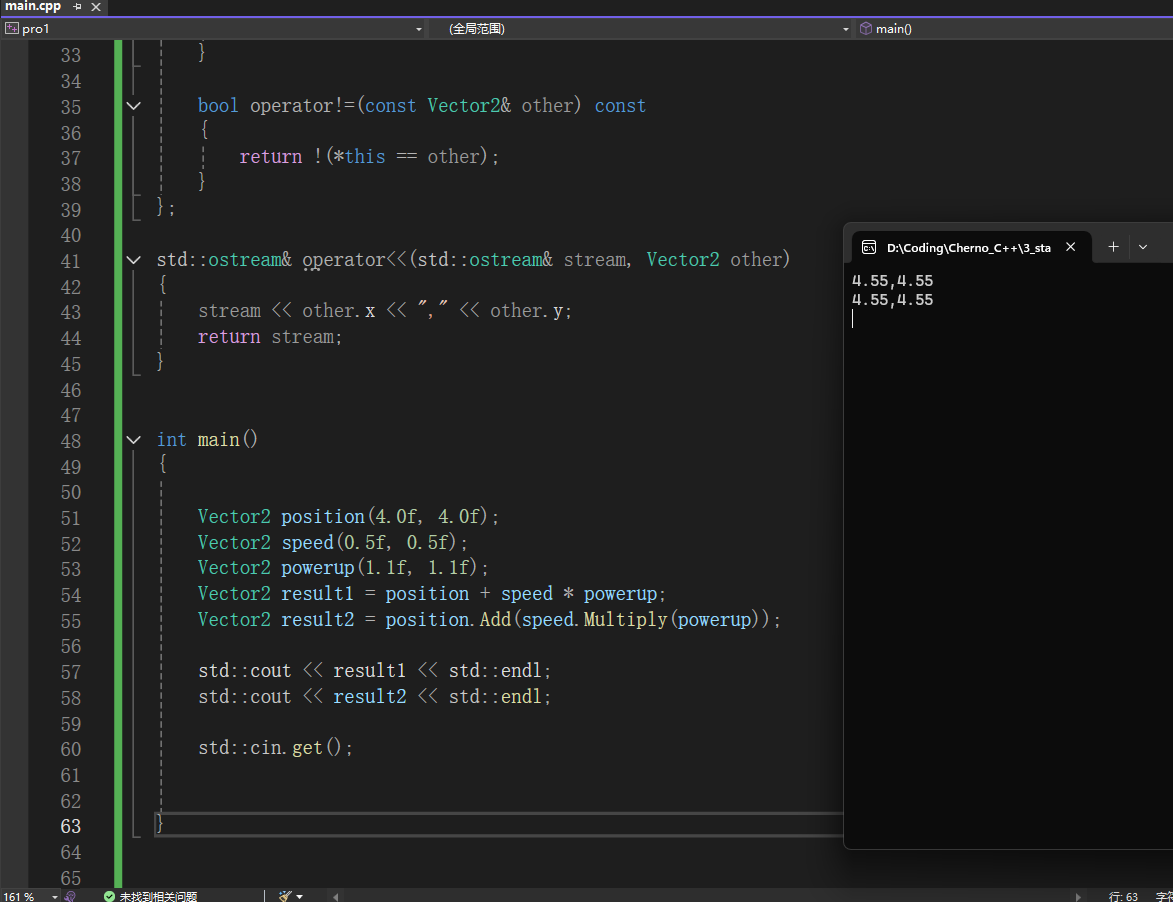 main.cpp
pro1 (全局范围) main()
33 }
34
35 bool operator!=(const Vector2& other) const
36 {
37 return !(*this == other);
38 }
39 };
40
41 std::ostream& operator<<(std::ostream& stream, Vector2 other)
42 {
43 stream << other.x << "," << other.y;
44 return stream;
45 }
46
47
48 int main()
49 {
50
51 Vector2 position(4.0f, 4.0f);
52 Vector2 speed(0.5f, 0.5f);
53 Vector2 powerup(1.1f, 1.1f);
54 Vector2 result1 = position + speed * powerup;
55 Vector2 result2 = position.Add(speed.Multiply(powerup));
56
57 std::cout << result1 << std::endl;
58 std::cout << result2 << std::endl;
59
60 std::cin.get();
61
62
63 }
64
65
D:\Coding\Cherno_C++\3_sta
4.55,4.55
4.55,4.55
161 % 未找到相关问题 行: 63